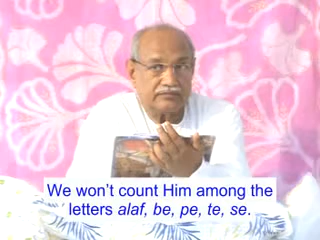 We won’t count Him among the
letters alaf, be, pe, te, se.